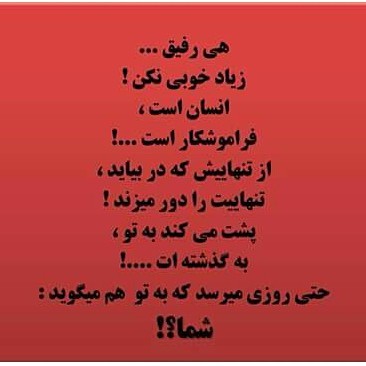 هی رفیق ...
زیاد خوبی نکن !
انسان است ،
فراموشکار است ...!
از تنهاییش که در بیاید ،
تنهاییت را دور میزند !
پشت می کند به تو ،
به گذشته ات ....!
حتی روزی میرسد که به تو هم میگوید :
شما؟!